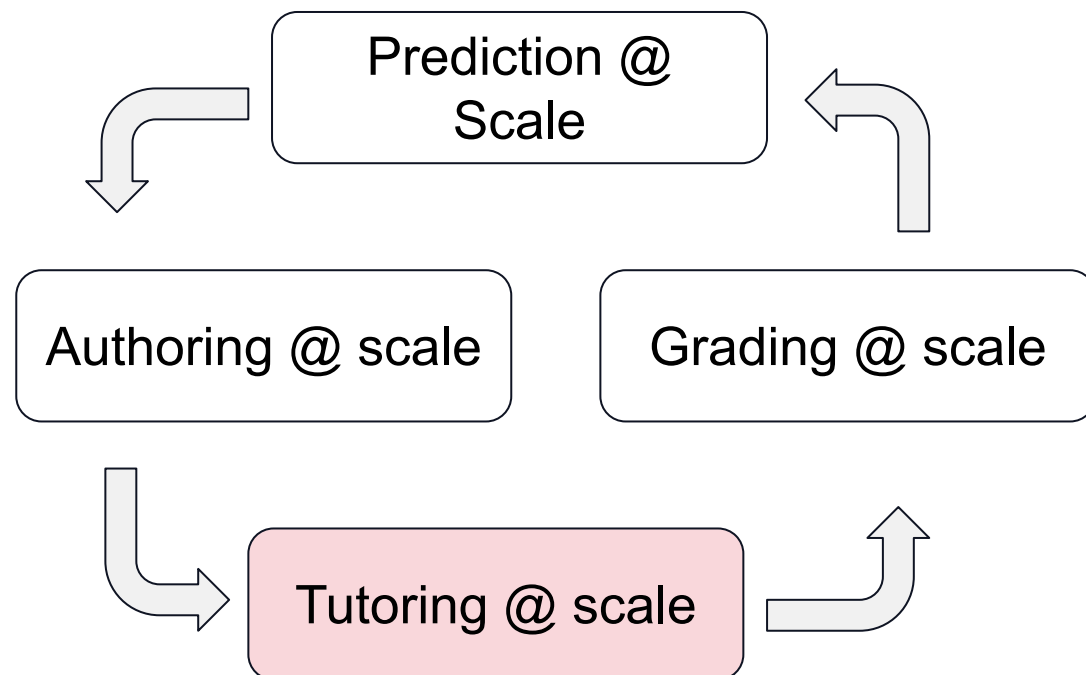 Prediction @
Scale
Authoring @ scale
Grading @ scale
Tutoring @ scale